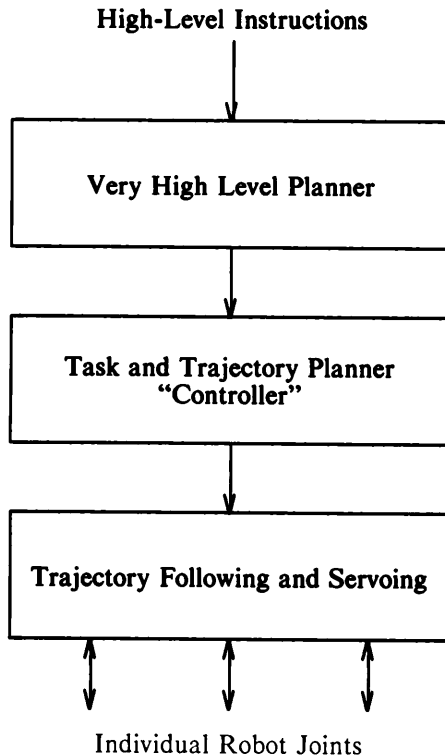 High-Level Instructions
Very High Level Planner
Task and Trajectory Planner
“Controller”
Trajectory Following and Servoing
Individual Robot Joints